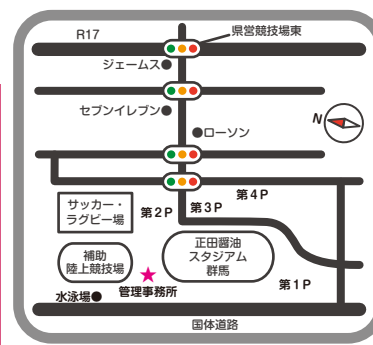 R17
県営競技場東
ジェームス
セブンイレブン
N
ローソン
第4P
サッカー・
ラグビー場
第2P
第3P
正田醤油
スタジアム
群馬
補助
陸上競技場
第1P
水泳場
管理事務所
国体道路